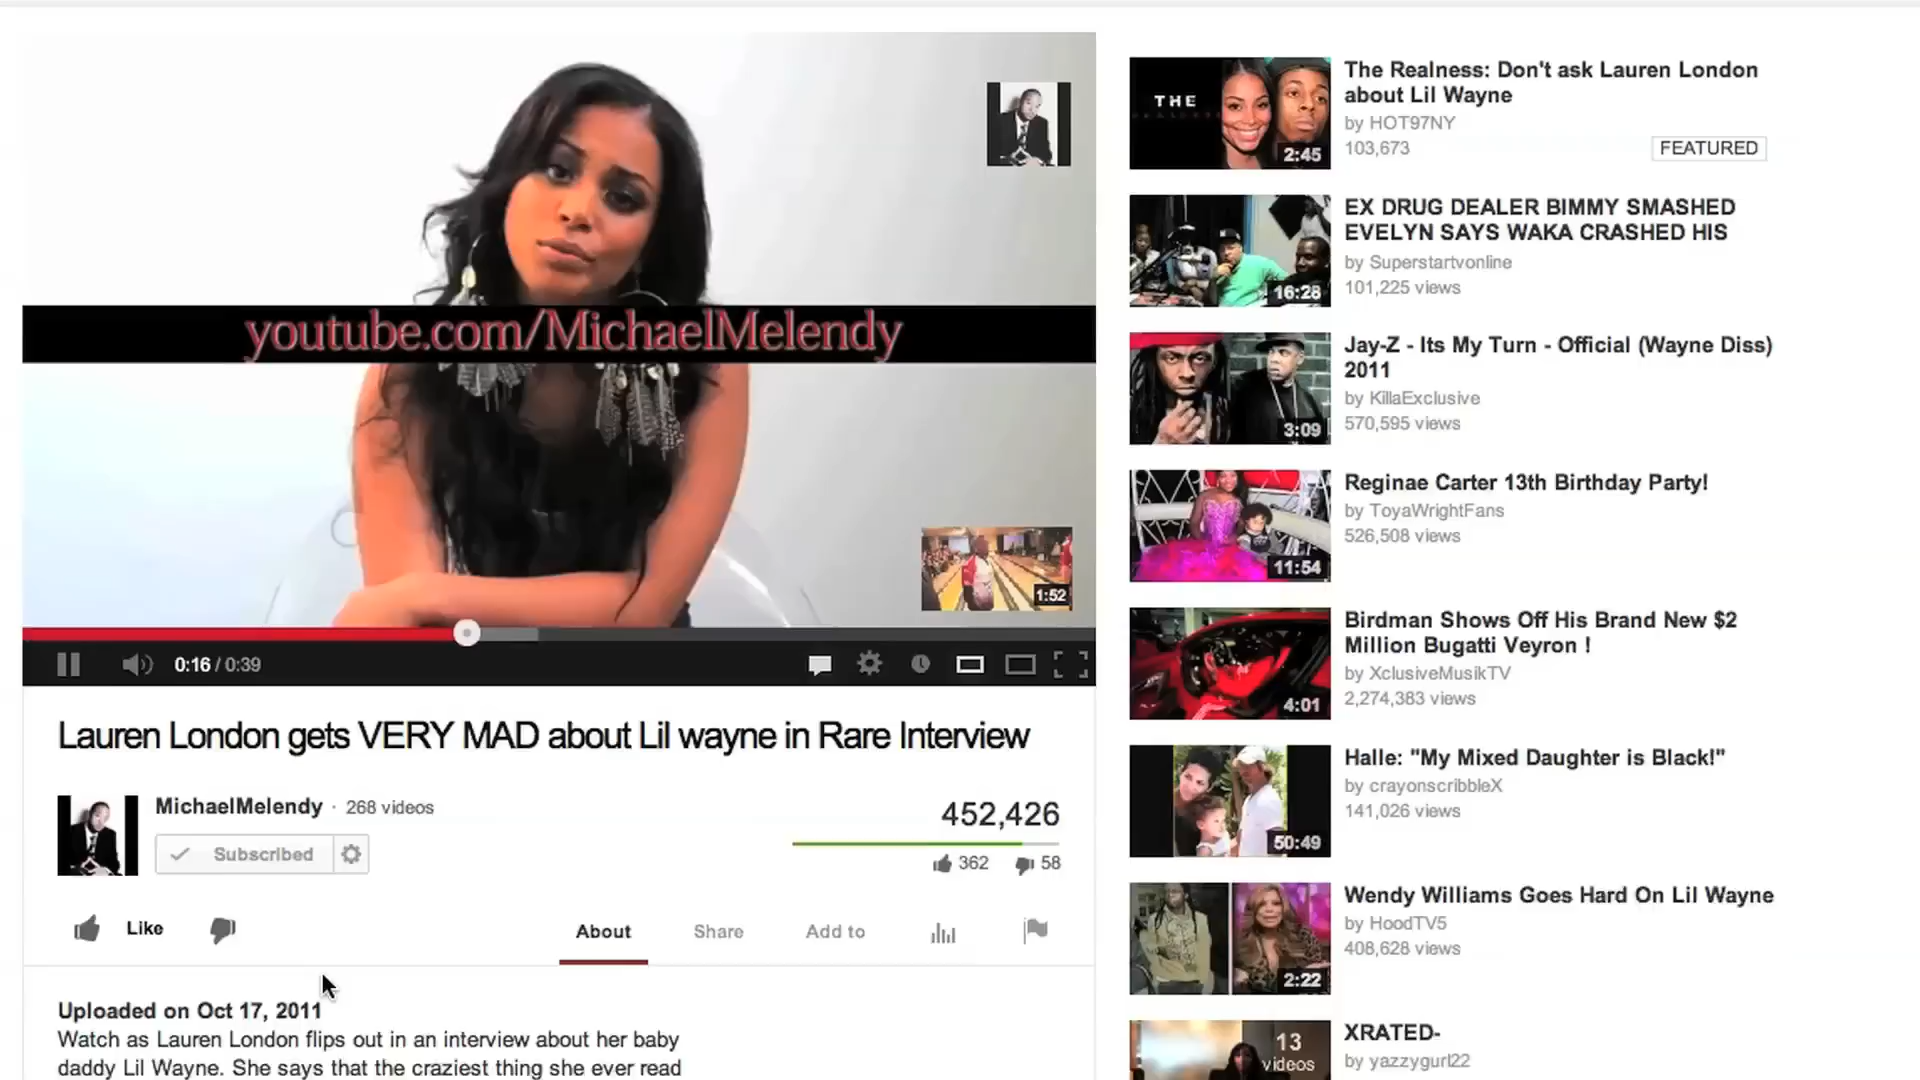 youtube.com/MichaelMelendy
1:52
0:16 / 0:39
Lauren London gets VERY MAD about Lil wayne in Rare Interview
MichaelMelendy · 268 videos
Subscribed
452,426
362 58
Like
About Share Add to
Uploaded on Oct 17, 2011
Watch as Lauren London flips out in an interview about her baby
daddy Lil Wayne. She says that the craziest thing she ever read
THE
2:45
The Realness: Don't ask Lauren London
about Lil Wayne
by HOT97NY
103,673
FEATURED
16:28
EX DRUG DEALER BIMMY SMASHED
EVELYN SAYS WAKA CRASHED HIS
by Superstartvonline
101,225 views
3:09
Jay-Z - Its My Turn - Official (Wayne Diss)
2011
by KillaExclusive
570,595 views
11:54
Reginae Carter 13th Birthday Party!
by ToyaWrightFans
526,508 views
4:01
Birdman Shows Off His Brand New $2
Million Bugatti Veyron !
by XclusiveMusikTV
2,274,383 views
50:49
Halle: "My Mixed Daughter is Black!"
by crayonscribbleX
141,026 views
2:22
Wendy Williams Goes Hard On Lil Wayne
by HoodTV5
408,628 views
13
videos
XRATED-
by yazzygurl22